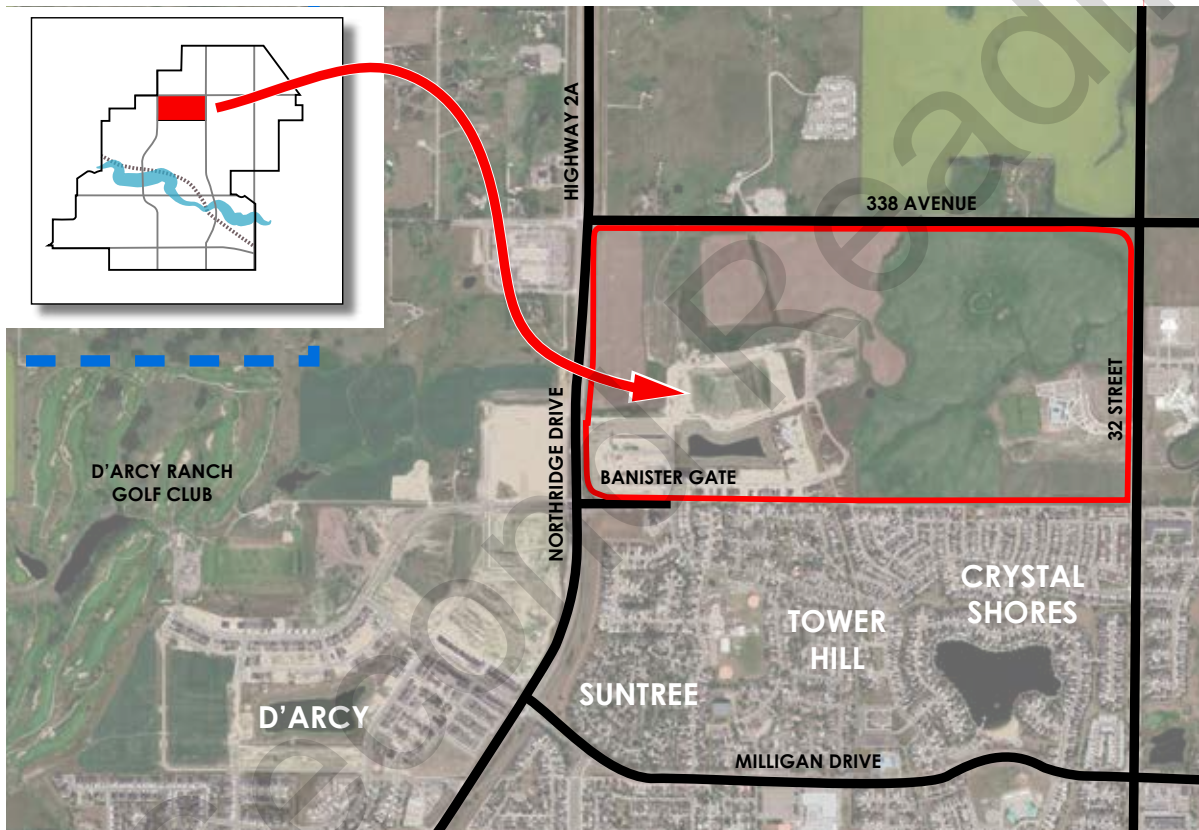 HIGHWAY 2A
338 AVENUE
32 STREET
NORTHRIDGE DRIVE
BANISTER GATE
D'ARCY RANCH
GOLF CLUB
CRYSTAL
SHORES
TOWER
HILL
SUNTREE
D'ARCY
MILLIGAN DRIVE